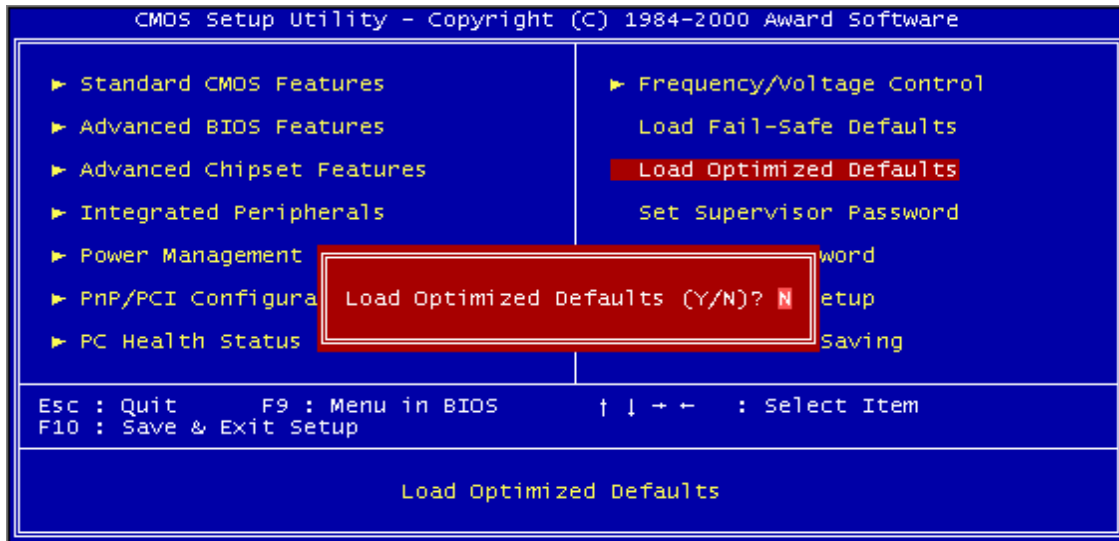 CMOS Setup Utility - Copyright (C) 1984-2000 Award Software
► Standard CMOS Features
► Advanced BIOS Features
► Advanced Chipset Features
► Integrated Peripherals
► Power Management
► PnP/PCI Configura
► PC Health Status
► Frequency/Voltage Control
Load Fail-Safe Defaults
Load Optimized Defaults
Set Supervisor Password
word
etup
Saving
Load Optimized Defaults (Y/N)? N
Esc : Quit F9 : Menu in BIOS ↑ ↓ → ← : Select Item
F10 : Save & Exit Setup
Load Optimized Defaults